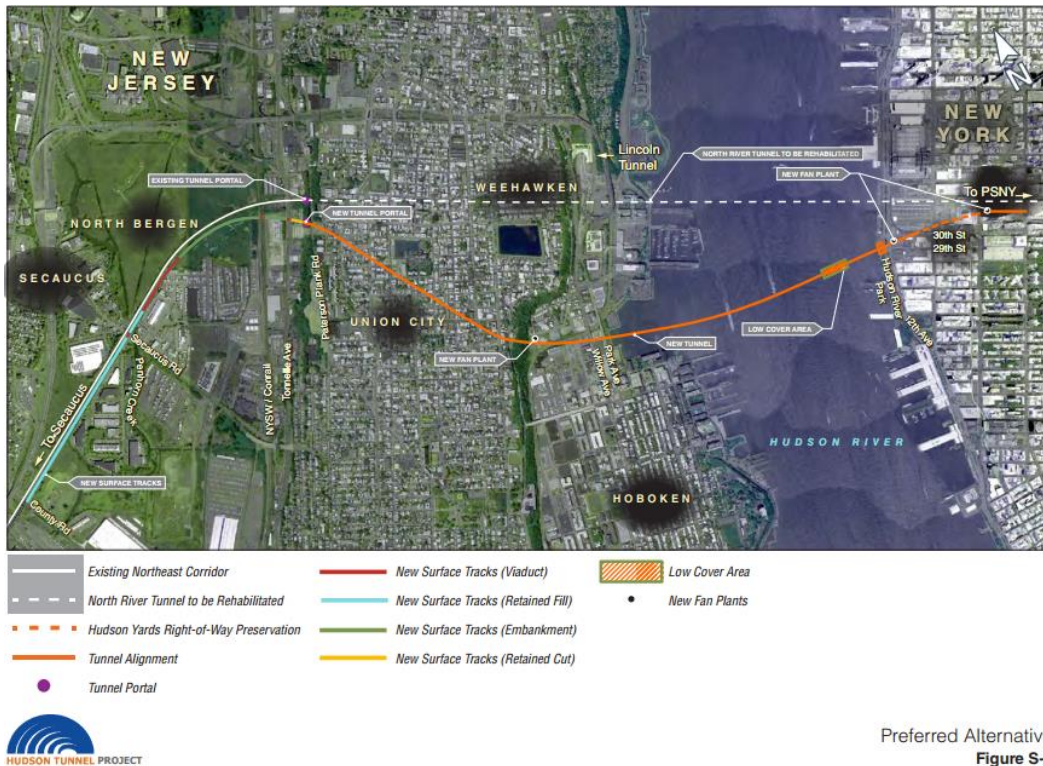 NEW
JERSEY
NEW
YORK
Lincoln
Tunnel
NORTH RIVER TUNNEL TO BE REHABILITATED
NEW FAN PLANT
EXISTING TUNNEL PORTAL
WEEHAWKEN
To PSNY
NEW TUNNEL PORTAL
NORTH BERGEN
30th St
29th St
SECAUCUS
Paterson Plank Rd
Hudson River
Park
12th Ave
UNION CITY
LOW COVER AREA
Secaucus Rd
NEW FAN PLANT
NEW TUNNEL
Park Ave
Willow Ave
Penhorn Creek
NYSW / Conrail
Tonnelle Ave
To Secaucus
HUDSON RIVER
NEW SURFACE TRACKS
HOBOKEN
County Rd
N
Existing Northeast Corridor
North River Tunnel to be Rehabilitated
Hudson Yards Right-of-Way Preservation
Tunnel Alignment
Tunnel Portal
New Surface Tracks (Viaduct)
New Surface Tracks (Retained Fill)
New Surface Tracks (Embankment)
New Surface Tracks (Retained Cut)
Low Cover Area
New Fan Plants
HUDSON TUNNEL PROJECT
Preferred Alternativ
Figure S-